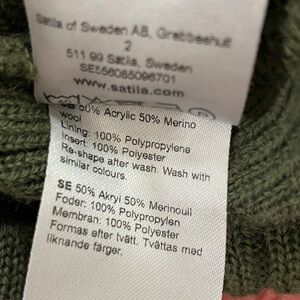 Satila of Sweden AB, Grebbeshult
2
511 99 Sätila, Sweden
SE556085096701
www.satila.com
GB 50% Acrylic 50% Merino
wool
Lining: 100% Polypropylene
Insert: 100% Polyester
Re-shape after wash. Wash with
similar colours.
SE 50% Akryl 50% Merinoull
Foder: 100% Polypropylen
Membran: 100% Polyester
Formas efter tvätt. Tvättas med
liknande färger.